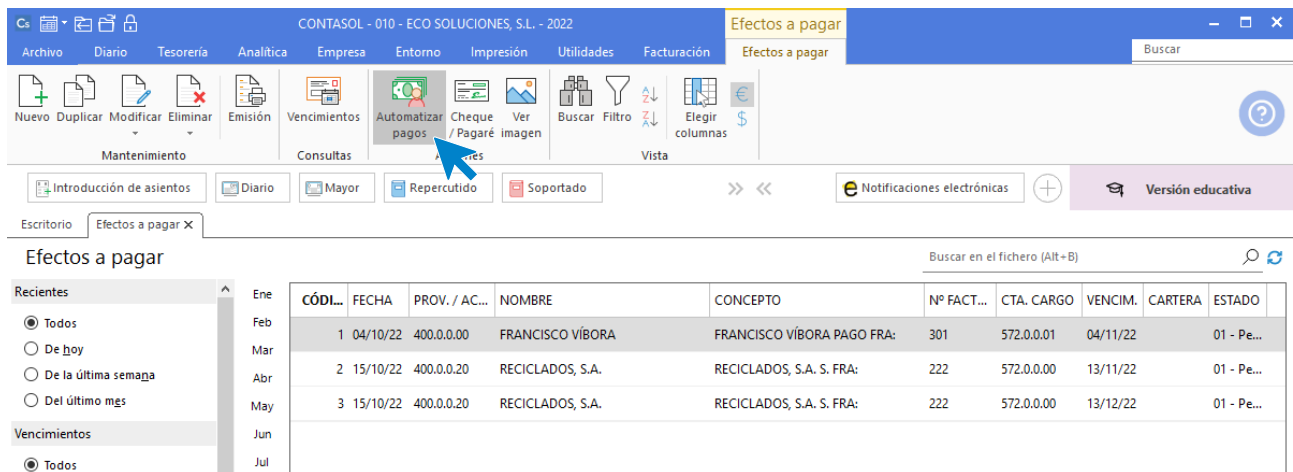 Cs CONTASOL - 010 - ECO SOLUCIONES, S.L. - 2022 Efectos a pagar
Archivo Diario Tesorería Analítica Empresa Entorno Impresión Utilidades Facturación Efectos a pagar Buscar
Nuevo Duplicar Modificar Eliminar Emisión Vencimientos Automatizar pagos Cheque / Pagaré Ver imagen Buscar Filtro Elegir columnas € $
Mantenimiento Consultas Vista
Introducción de asientos Diario Mayor Repercutido Soportado Notificaciones electrónicas Versión educativa
Escritorio Efectos a pagar
Efectos a pagar Buscar en el fichero (Alt+B)
Recientes
Todos
De hoy
De la última semana
Del último mes
Vencimientos
Todos
Ene
Feb
Mar
Abr
May
Jun
Jul
CÓDI... FECHA PROV. / AC... NOMBRE CONCEPTO Nº FACT... CTA. CARGO VENCIM. CARTERA ESTADO
1 04/10/22 400.0.0.00 FRANCISCO VÍBORA FRANCISCO VÍBORA PAGO FRA: 301 572.0.0.01 04/11/22 01 - Pe...
2 15/10/22 400.0.0.20 RECICLADOS, S.A. RECICLADOS, S.A. S. FRA: 222 572.0.0.00 13/11/22 01 - Pe...
3 15/10/22 400.0.0.20 RECICLADOS, S.A. RECICLADOS, S.A. S. FRA: 222 572.0.0.00 13/12/22 01 - Pe...